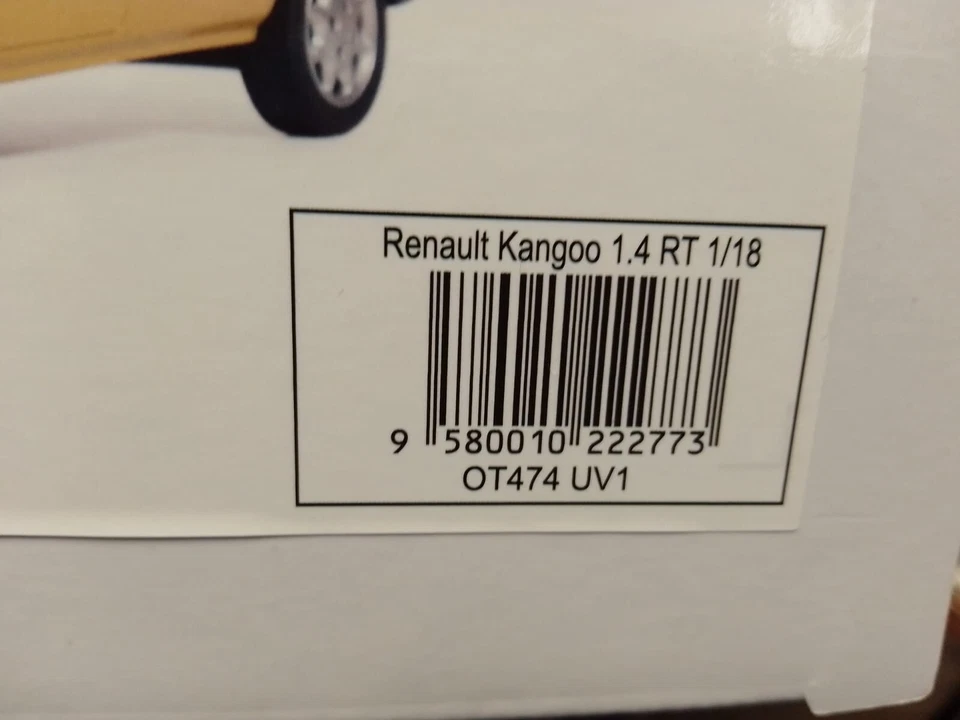 Renault Kangoo 1.4 RT 1/18
9 580010 222773
OT474 UV1